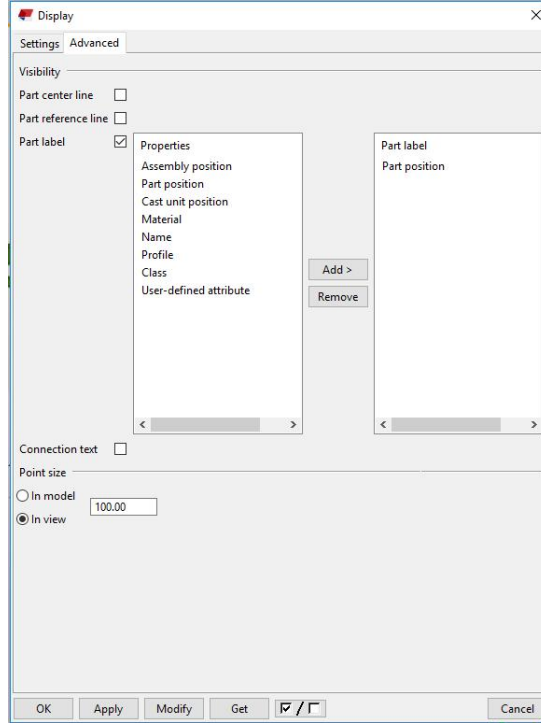 Display
Settings Advanced
Visibility
Part center line
Part reference line
Part label
Properties
Assembly position
Part position
Cast unit position
Material
Name
Profile
Class
User-defined attribute
Add >
Remove
Part label
Part position
Connection text
Point size
In model
In view
100.00
OK Apply Modify Get / Cancel